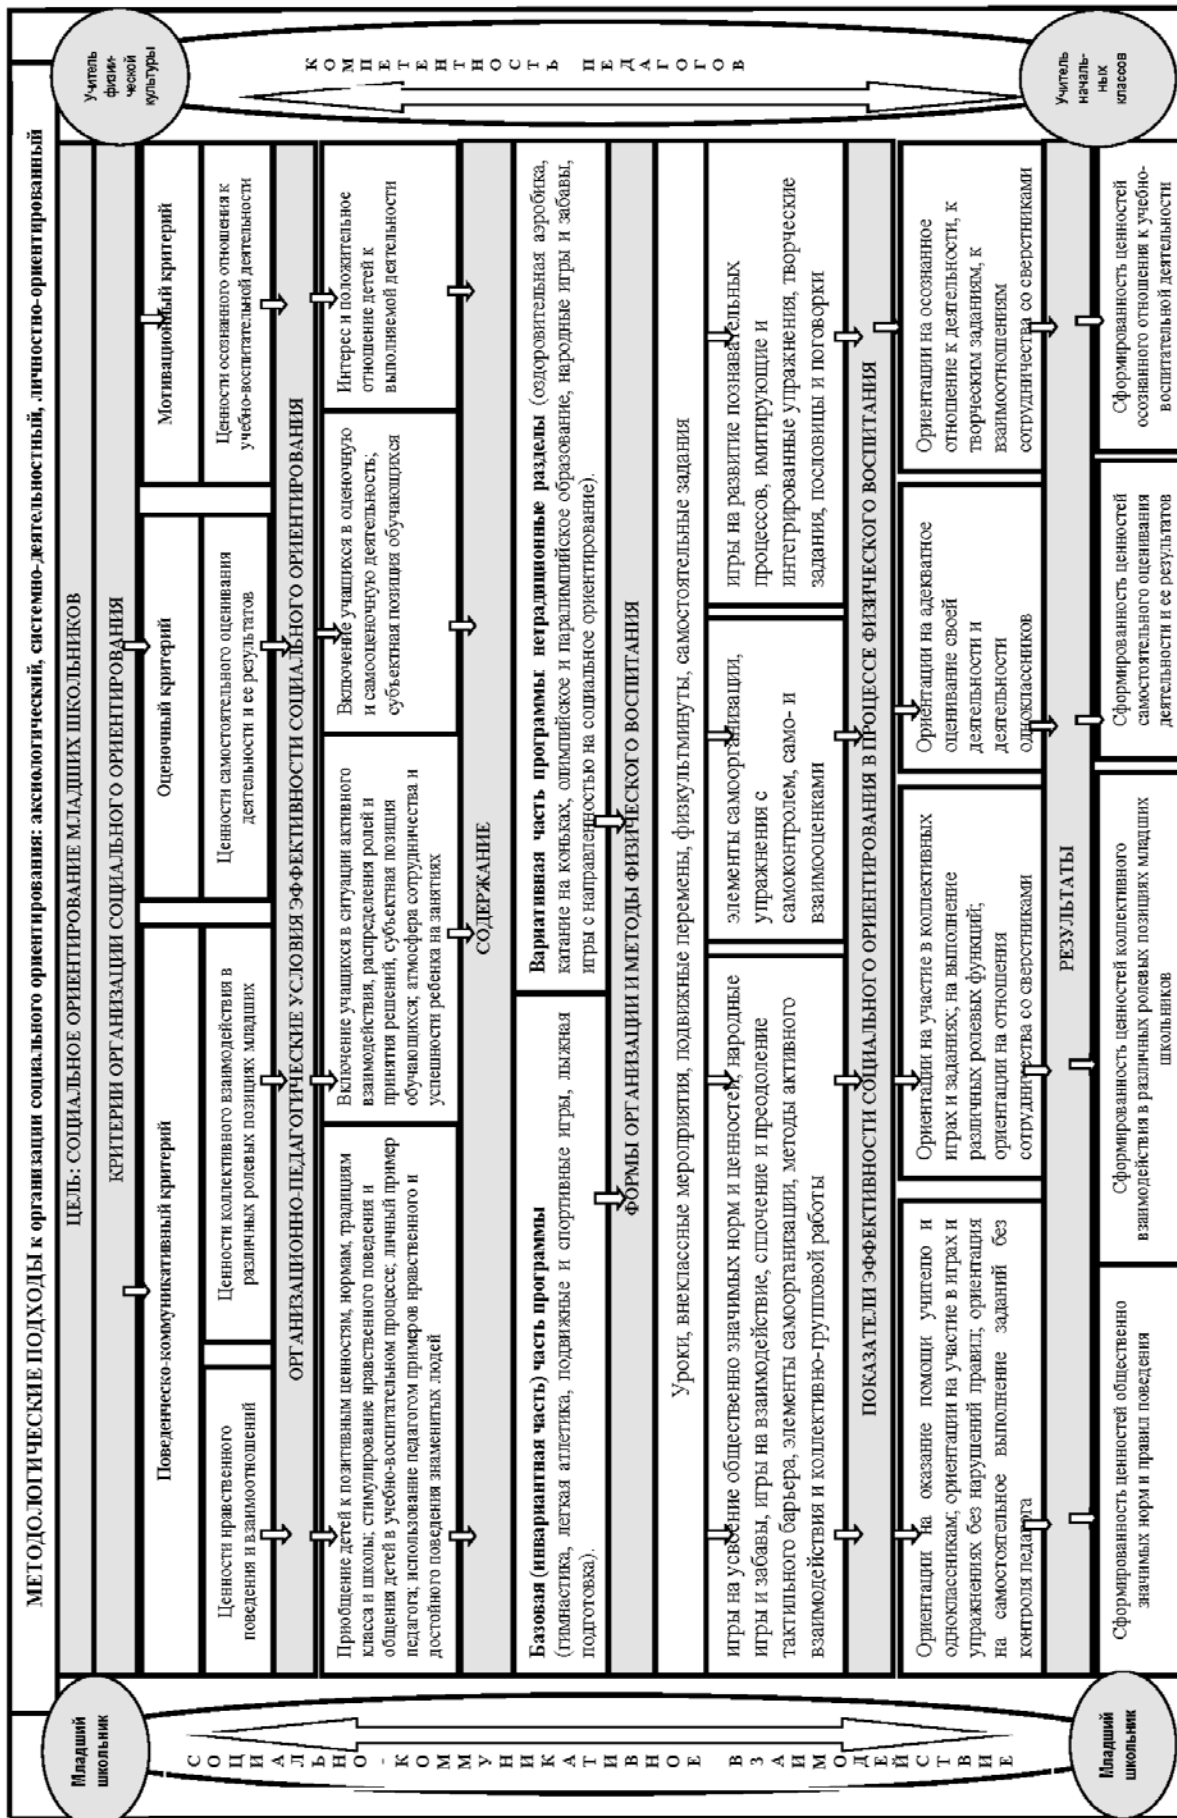 МЕТОДОЛОГИЧЕСКИЕ ПОДХОДЫ к организации социального ориентирования: аксиологический, системно-деятельностный, личностно-ориентированный
ЦЕЛЬ: СОЦИАЛЬНОЕ ОРИЕНТИРОВАНИЕ МЛАДШИХ ШКОЛЬНИКОВ
КРИТЕРИИ ОРГАНИЗАЦИИ СОЦИАЛЬНОГО ОРИЕНТИРОВАНИЯ
Младший
школьник
Учитель
физи-
ческой
культуры
Поведенческо-коммуникативный критерий
Оценочный критерий
Мотивационный критерий
Ценности нравственного
поведения и взаимоотношений
Ценности коллективного взаимодействия в
различных ролевых позициях младших
Ценности самостоятельного оценивания
деятельности и ее результатов
Ценности осознанного отношения к
учебно-воспитательной деятельности
ОРГАНИЗАЦИОННО-ПЕДАГОГИЧЕСКИЕ УСЛОВИЯ ЭФФЕКТИВНОСТИ СОЦИАЛЬНОГО ОРИЕНТИРОВАНИЯ
Приобщение детей к позитивным ценностям, нормам, традициям
класса и школы; стимулирование нравственного поведения и
общения детей в учебно-воспитательном процессе; личный пример
педагога; использование педагогом примеров нравственного и
достойного поведения знаменитых людей
Включение учащихся в ситуации активного
взаимодействия, распределения ролей и
принятия решений, субъектная позиция
обучающихся; атмосфера сотрудничества и
успешности ребенка на занятиях
Включение учащихся в оценочную
и самооценочную деятельность;
субъектная позиция обучающихся
Интерес и положительное
отношение детей к
выполняемой деятельности
СОДЕРЖАНИЕ
Базовая (инвариантная часть) часть программы
(гимнастика, легкая атлетика, подвижные и спортивные игры, лыжная
подготовка).
Вариативная часть программы: нетрадиционные разделы (оздоровительная аэробика,
катание на коньках, олимпийское и паралимпийское образование, народные игры и забавы,
игры с направленностью на социальное ориентирование).
ФОРМЫ ОРГАНИЗАЦИИ И МЕТОДЫ ФИЗИЧЕСКОГО ВОСПИТАНИЯ
Уроки, внеклассные мероприятия, подвижные перемены, физкультминуты, самостоятельные задания
игры на усвоение общественно значимых норм и ценностей, народные
игры и забавы, игры на взаимодействие, сплочение и преодоление
тактильного барьера, элементы самоорганизации, методы активного
взаимодействия и коллективно-групповой работы
элементы самоорганизации,
упражнения с
самоконтролем, само- и
взаимооценками
игры на развитие познавательных
процессов, имитирующие и
интегрированные упражнения, творческие
задания, пословицы и поговорки
ПОКАЗАТЕЛИ ЭФФЕКТИВНОСТИ СОЦИАЛЬНОГО ОРИЕНТИРОВАНИЯ В ПРОЦЕССЕ ФИЗИЧЕСКОГО ВОСПИТАНИЯ
Ориентации на оказание помощи учителю и
одноклассникам; ориентации на участие в играх и
упражнениях без нарушений правил; ориентация
на самостоятельное выполнение заданий без
контроля педагога
Ориентации на участие в коллективных
играх и заданиях; на выполнение
различных ролевых функций;
ориентации на отношения
сотрудничества со сверстниками
Ориентации на адекватное
оценивание своей
деятельности и
деятельности
одноклассников
Ориентации на осознанное
отношение к деятельности, к
творческим заданиям, к
взаимоотношениям
сотрудничества со сверстниками
РЕЗУЛЬТАТЫ
Сформированность ценностей общественно
значимых норм и правил поведения
Сформированность ценностей коллективного
взаимодействия в различных ролевых позициях младших
школьников
Сформированность ценностей
самостоятельного оценивания
деятельности и ее результатов
Сформированность ценностей
осознанного отношения к учебно-
воспитательной деятельности
СОЦИАЛЬНО-КОММУНИКАТИВНОЕ ВЗАИМОДЕЙСТВИЕ
КОМПЕТЕНТНОСТЬ ПЕДАГОГОВ
Младший
школьник
Учитель
началь-
ных
классов